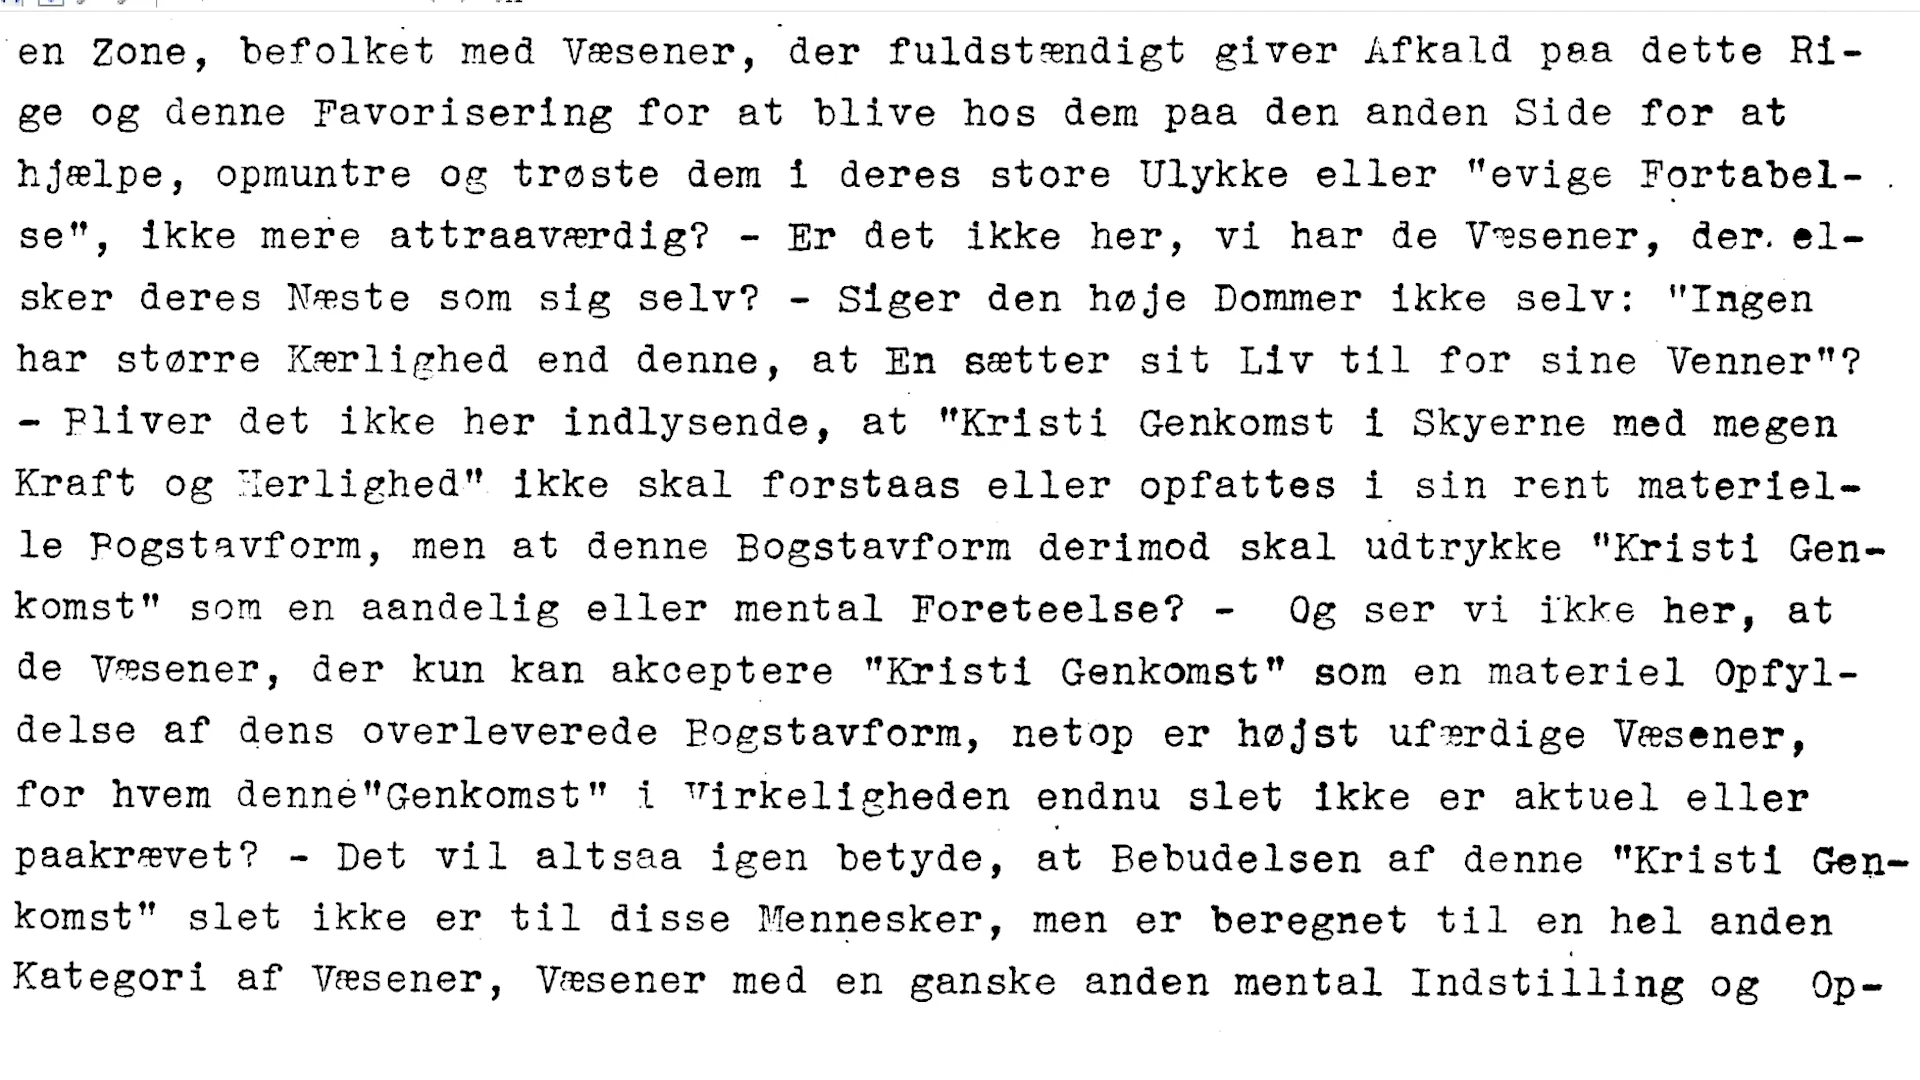 en Zone, befolket med Væsener, der fuldstændigt giver Afkald paa dette Ri-
ge og denne Favorisering for at blive hos dem paa den anden Side for at
hjælpe, opmuntre og trøste dem i deres store Ulykke eller "evige Fortabel-
se", ikke mere attraaværdig? - Er det ikke her, vi har de Væsener, der el-
sker deres Næste som sig selv? - Siger den høje Dommer ikke selv: "Ingen
har større Kærlighed end denne, at En sætter sit Liv til for sine Venner"?
- Bliver det ikke her indlysende, at "Kristi Genkomst i Skyerne med megen
Kraft og Herlighed" ikke skal forstaas eller opfattes i sin rent materiel-
le Bogstavform, men at denne Bogstavform derimod skal udtrykke "Kristi Gen-
komst" som en aandelig eller mental Foreteelse? - Og ser vi ikke her, at
de Væsener, der kun kan akceptere "Kristi Genkomst" som en materiel Opfyl-
delse af dens overleverede Bogstavform, netop er højst ufærdige Væsener,
for hvem denne"Genkomst" i Virkeligheden endnu slet ikke er aktuel eller
paakrævet? - Det vil altsaa igen betyde, at Bebudelsen af denne "Kristi Gen-
komst" slet ikke er til disse Mennesker, men er beregnet til en hel anden
Kategori af Væsener, Væsener med en ganske anden mental Indstilling og Op-